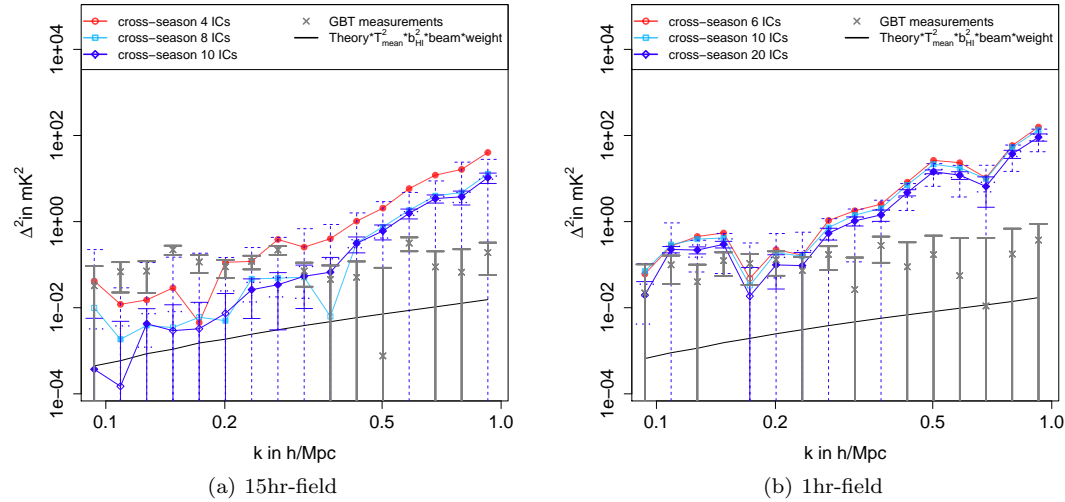 cross-season 4 ICs
cross-season 8 ICs
cross-season 10 ICs
GBT measurements
Theory*T²mean*b²HI*beam*weight
Δ² in mK²
1e+04
1e+02
1e+00
1e−02
1e−04
0.1
0.2
0.5
1.0
k in h/Mpc
(a) 15hr-field
cross-season 6 ICs
cross-season 10 ICs
cross-season 20 ICs
GBT measurements
Theory*T²mean*b²HI*beam*weight
Δ² in mK²
1e+04
1e+02
1e+00
1e−02
1e−04
0.1
0.2
0.5
1.0
k in h/Mpc
(b) 1hr-field